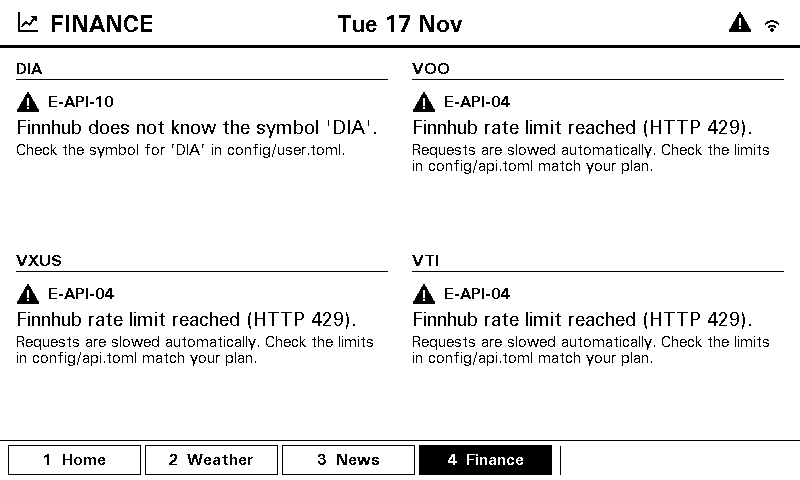 FINANCE
Tue 17 Nov
DIA
E-API-10
Finnhub does not know the symbol 'DIA'.
Check the symbol for 'DIA' in config/user.toml.
VOO
E-API-04
Finnhub rate limit reached (HTTP 429).
Requests are slowed automatically. Check the limits
in config/api.toml match your plan.
VXUS
E-API-04
Finnhub rate limit reached (HTTP 429).
Requests are slowed automatically. Check the limits
in config/api.toml match your plan.
VTI
E-API-04
Finnhub rate limit reached (HTTP 429).
Requests are slowed automatically. Check the limits
in config/api.toml match your plan.
1 Home
2 Weather
3 News
4 Finance